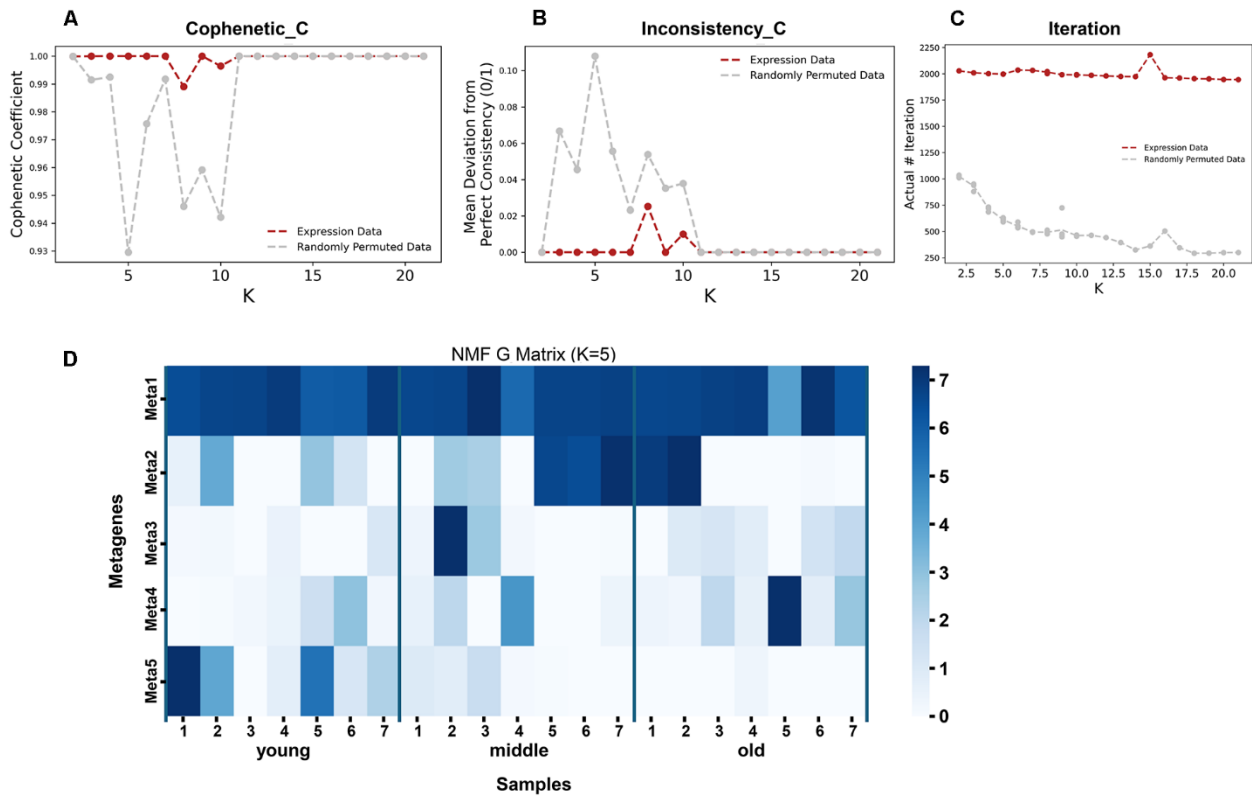 A
Cophenetic_C
Cophenetic Coefficient
1.00
0.99
0.98
0.97
0.96
0.95
0.94
0.93
Expression Data
Randomly Permuted Data
5
10
15
20
K
B
Inconsistency_C
Mean Deviation from
Perfect Consistency (0/1)
0.10
0.08
0.06
0.04
0.02
0.00
Expression Data
Randomly Permuted Data
5
10
15
20
K
C
Iteration
Actual # Iteration
2250
2000
1750
1500
1250
1000
750
500
250
Expression Data
Randomly Permuted Data
2.5
5.0
7.5
10.0
12.5
15.0
17.5
20.0
K
D
NMF G Matrix (K=5)
Metagenes
Meta1
Meta2
Meta3
Meta4
Meta5
1 2 3 4 5 6 7 1 2 3 4 5 6 7 1 2 3 4 5 6 7
young middle old
Samples
7
6
5
4
3
2
1
0